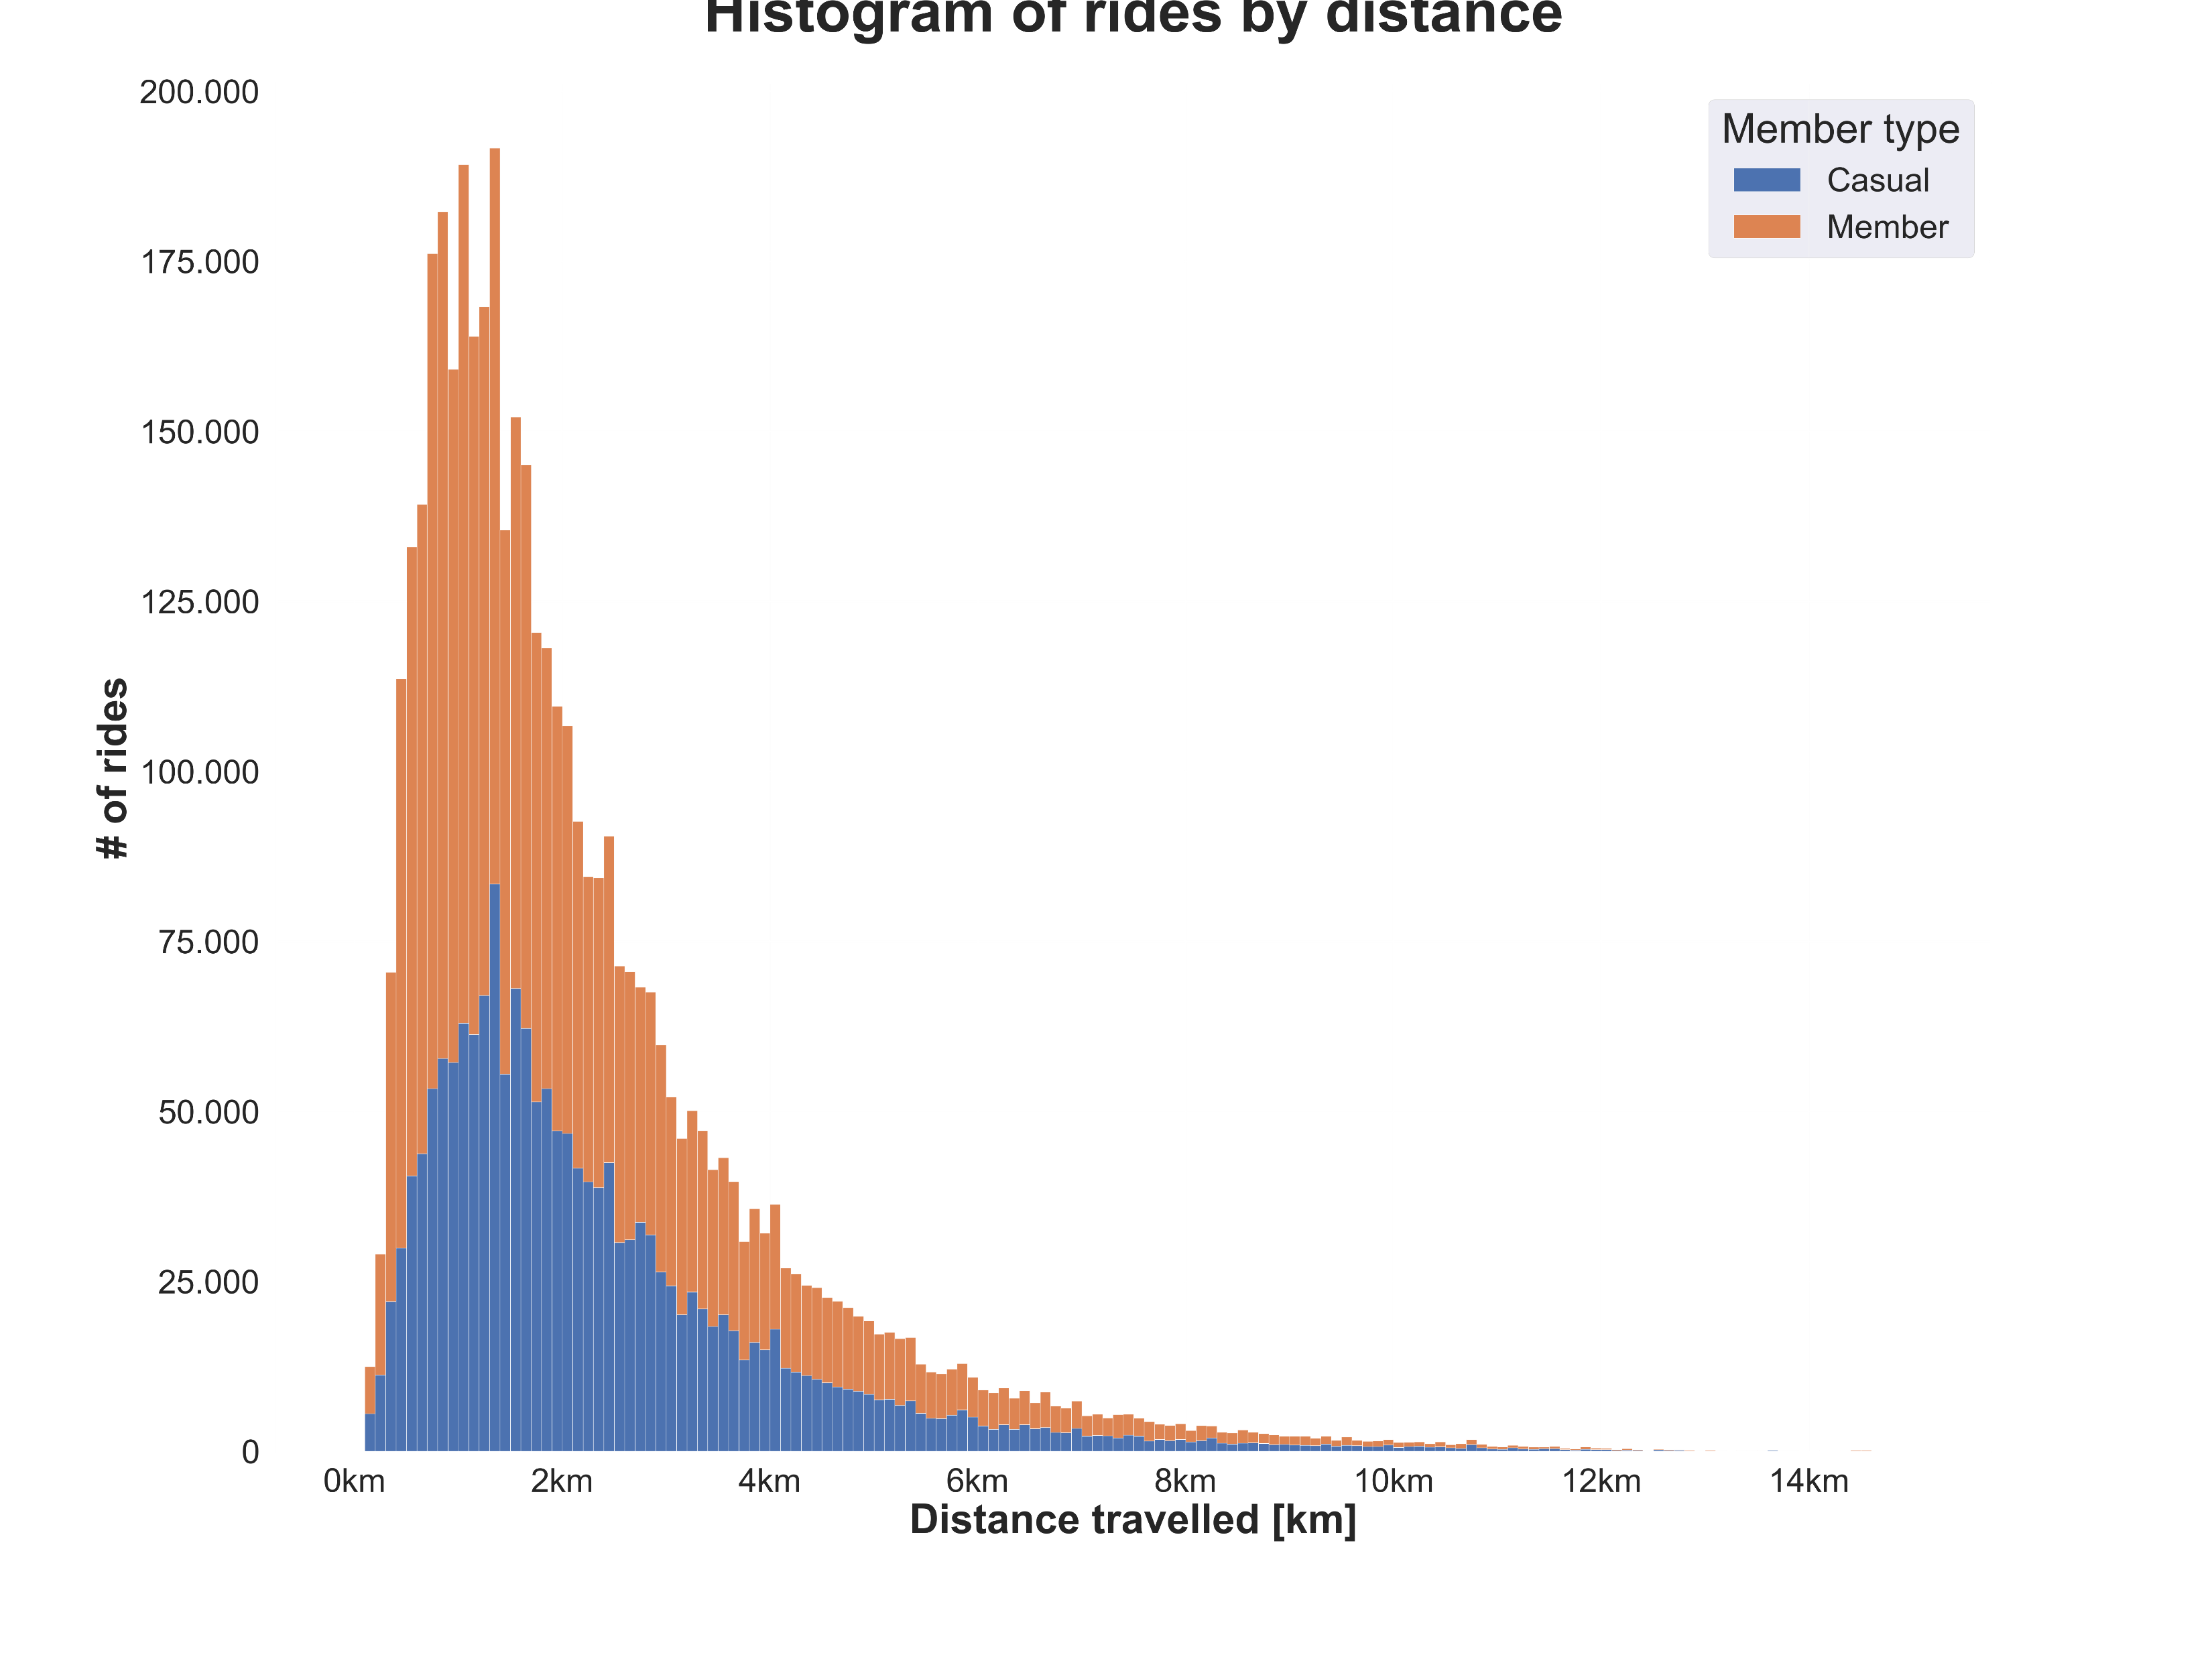 Histogram of rides by distance
200.000
175.000
150.000
125.000
100.000
75.000
50.000
25.000
0
# of rides
Member type
Casual
Member
0km 2km 4km 6km 8km 10km 12km 14km
Distance travelled [km]